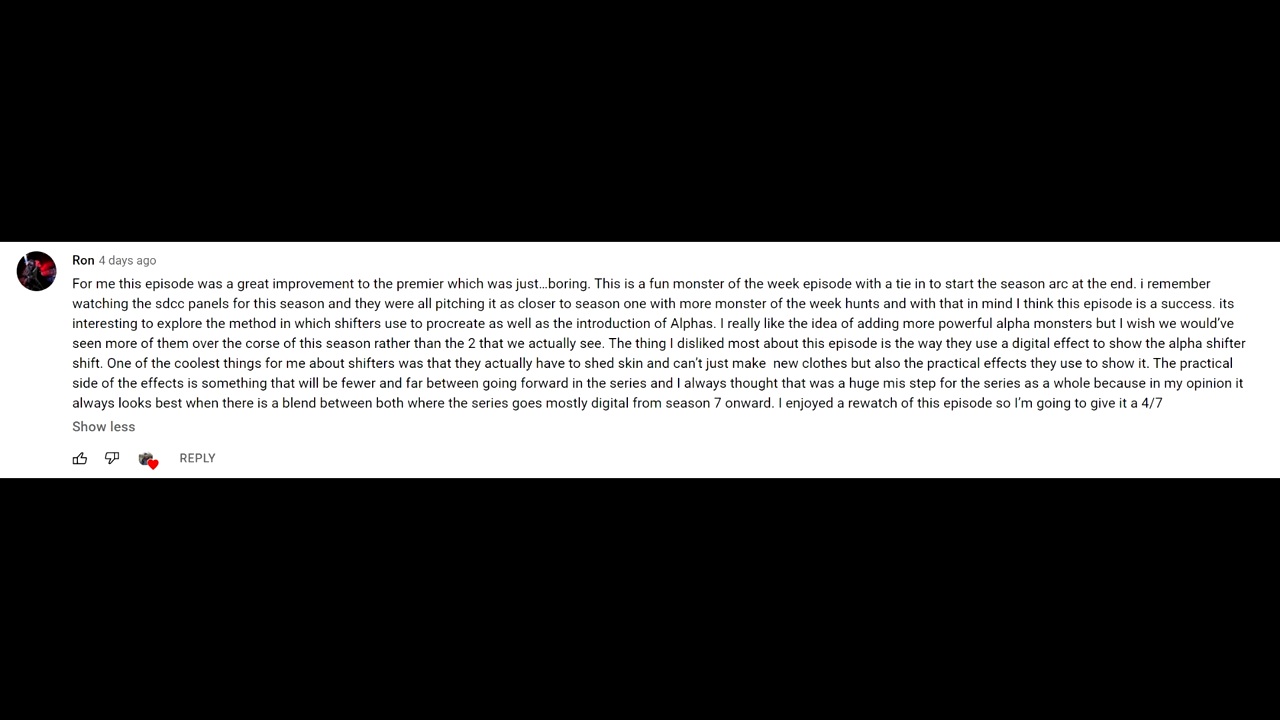 Ron 4 days ago
For me this episode was a great improvement to the premier which was just...boring. This is a fun monster of the week episode with a tie in to start the season arc at the end. i remember
watching the sdcc panels for this season and they were all pitching it as closer to season one with more monster of the week hunts and with that in mind I think this episode is a success. its
interesting to explore the method in which shifters use to procreate as well as the introduction of Alphas. I really like the idea of adding more powerful alpha monsters but I wish we would've
seen more of them over the corse of this season rather than the 2 that we actually see. The thing I disliked most about this episode is the way they use a digital effect to show the alpha shifter
shift. One of the coolest things for me about shifters was that they actually have to shed skin and can't just make  new clothes but also the practical effects they use to show it. The practical
side of the effects is something that will be fewer and far between going forward in the series and I always thought that was a huge mis step for the series as a whole because in my opinion it
always looks best when there is a blend between both where the series goes mostly digital from season 7 onward. I enjoyed a rewatch of this episode so I'm going to give it a 4/7
Show less
REPLY